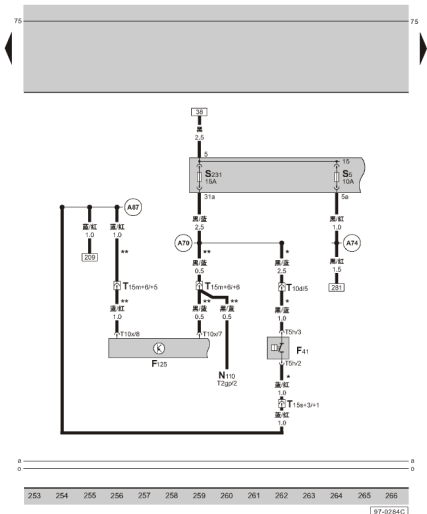 75 75
38
黑
2.5
5 15
S231
15A
S5
10A
31a 5a
A87
蓝/红
1.0
蓝/红
1.0
黑/蓝
2.5
黑/红
1.0
**
209
A70
A74
黑/蓝
0.5
**
*
黑/蓝
2.5
黑/红
1.5
T15m+6/+5
T15m+6/+6
T10d/5
281
**
蓝/红
1.0
**
黑/蓝
0.5
**
黑/蓝
0.5
*
黑/蓝
1.0
T10x/8
T10x/7
T5h/3
K
F125
F41
T5h/2
N110
T2gp/2
*
蓝/红
1.0
T15e+3/+1
蓝/红
1.0
a a
D D
253 254 255 256 257 258 259 260 261 262 263 264 265 266
97-0284C